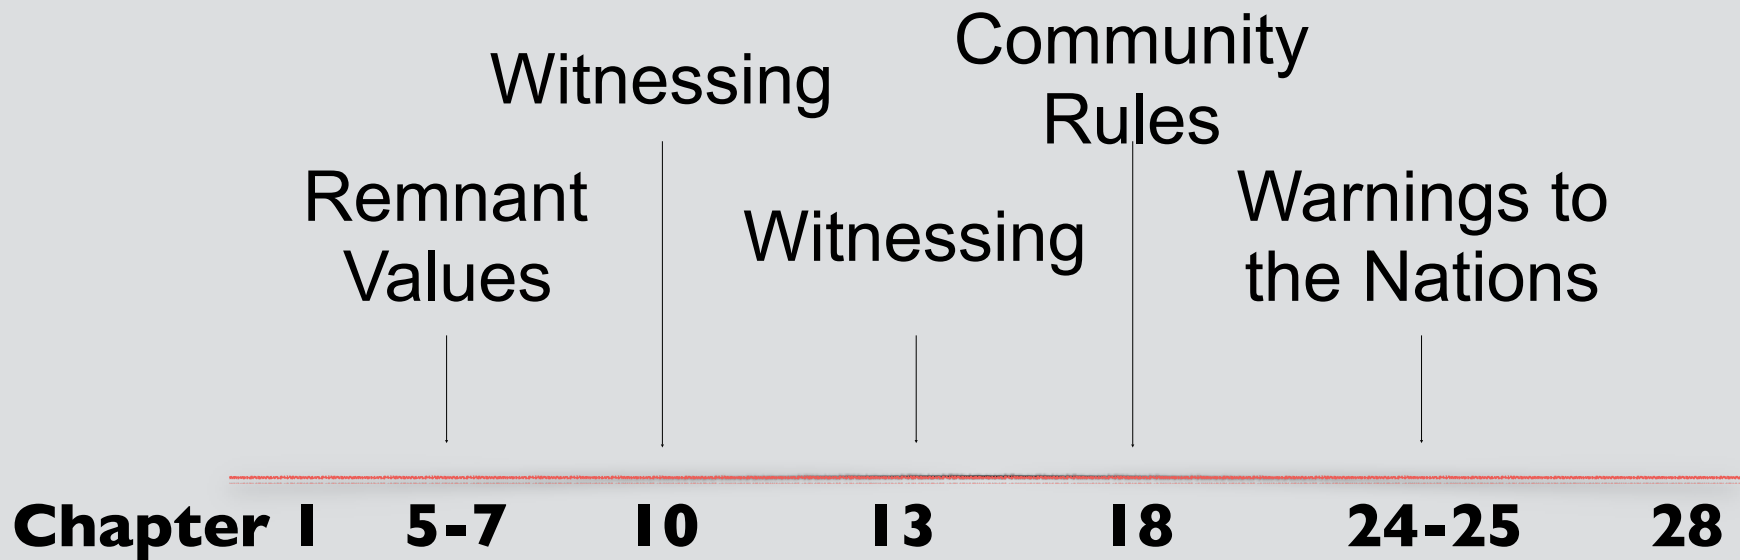 Community
Rules
Witnessing
Remnant
Values
Witnessing
Warnings to
the Nations
Chapter 1 5-7 10 13 18 24-25 28